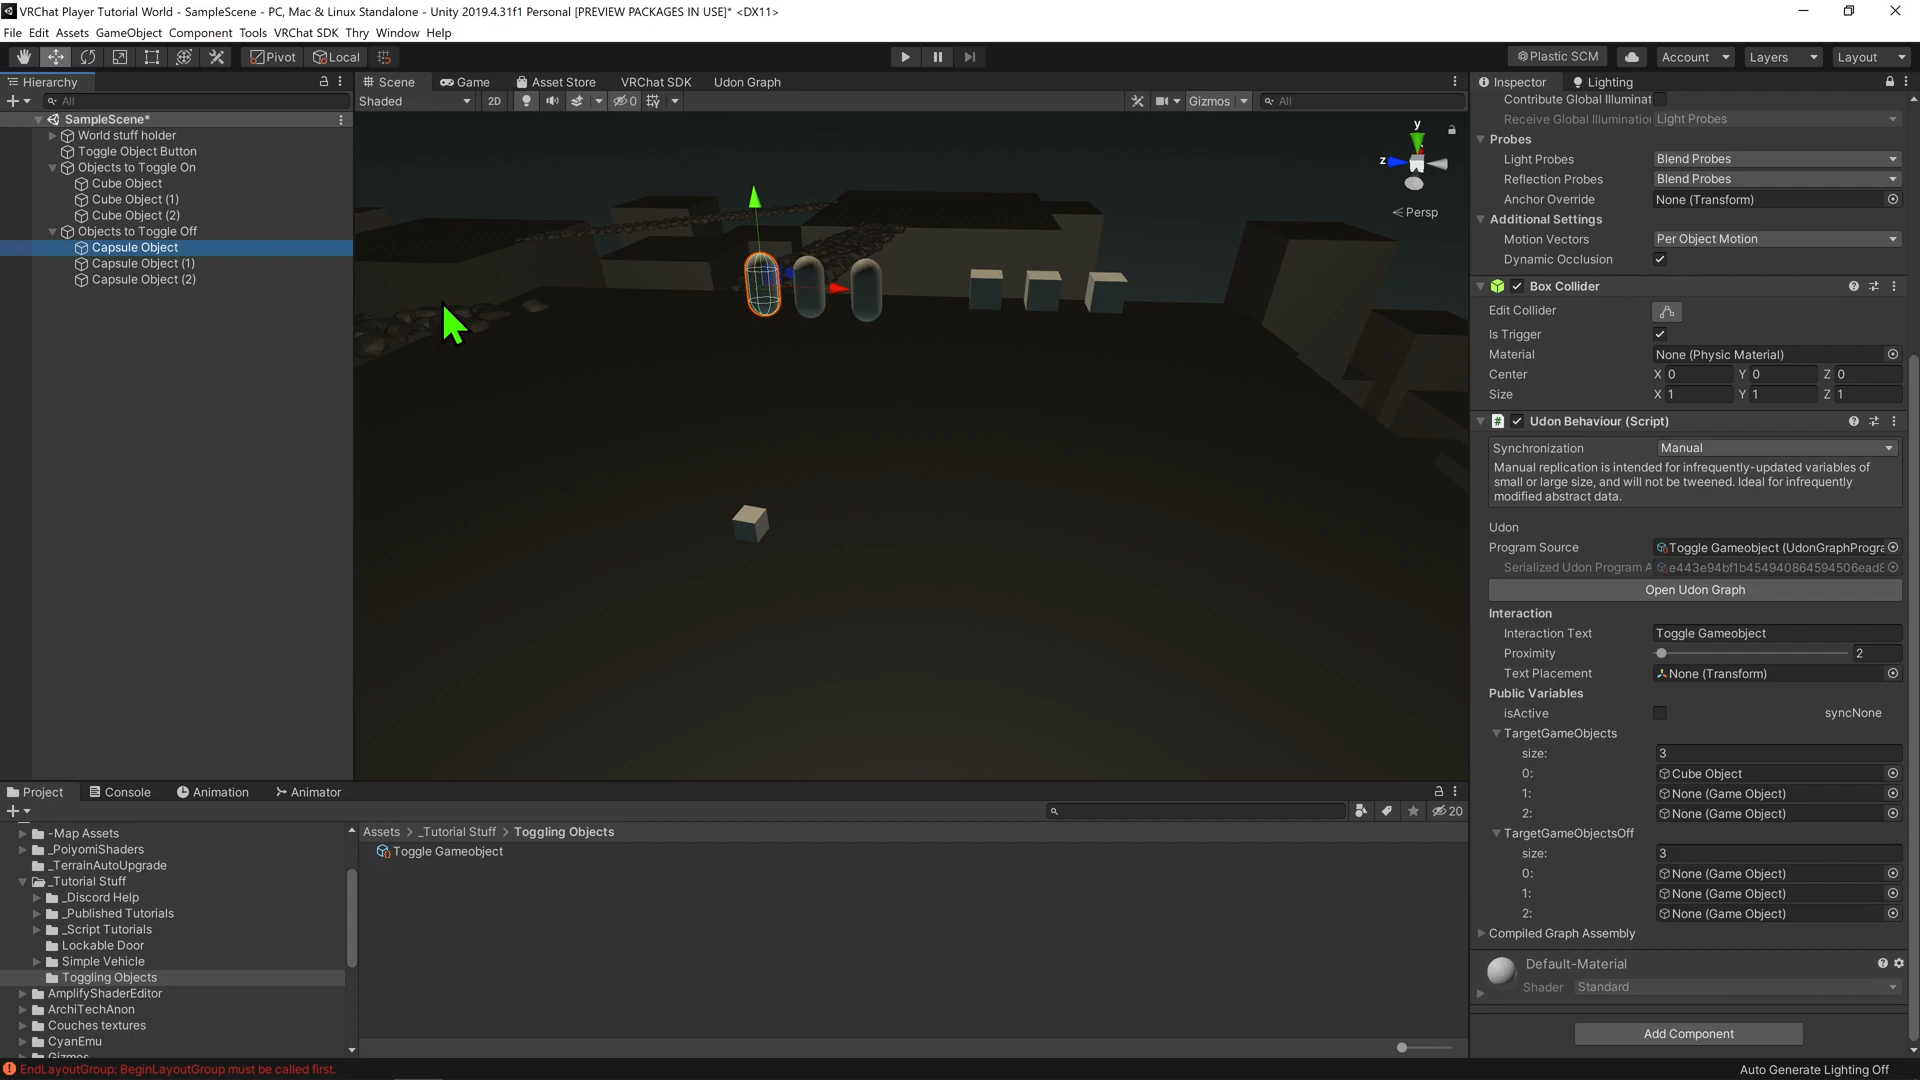 VRChat Player Tutorial World - SampleScene - PC, Mac & Linux Standalone - Unity 2019.4.31f1 Personal [PREVIEW PACKAGES IN USE]* <DX11>
File Edit Assets GameObject Component Tools VRChat SDK Thry Window Help
Pivot Local Plastic SCM Account Layers Layout
Hierarchy Scene Game Asset Store VRChat SDK Udon Graph Inspector Lighting
All Shaded 2D 0 Gizmos All
SampleScene*
World stuff holder
Toggle Object Button
Objects to Toggle On
Cube Object
Cube Object (1)
Cube Object (2)
Objects to Toggle Off
Capsule Object
Capsule Object (1)
Capsule Object (2)
y
z
Persp
Contribute Global Illuminat
Receive Global Illumination Light Probes
Probes
Light Probes Blend Probes
Reflection Probes Blend Probes
Anchor Override None (Transform)
Additional Settings
Motion Vectors Per Object Motion
Dynamic Occlusion
Box Collider
Edit Collider
Is Trigger
Material None (Physic Material)
Center X 0 Y 0 Z 0
Size X 1 Y 1 Z 1
Udon Behaviour (Script)
Synchronization Manual
Manual replication is intended for infrequently-updated variables of
small or large size, and will not be tweened. Ideal for infrequently
modified abstract data.
Udon
Program Source Toggle Gameobject (UdonGraphProgra
Serialized Udon Program A e443e94bf1b454940864594506ead8
Open Udon Graph
Interaction
Interaction Text Toggle Gameobject
Proximity 2
Text Placement None (Transform)
Public Variables
isActive syncNone
TargetGameObjects
size: 3
0: Cube Object
1: None (Game Object)
2: None (Game Object)
TargetGameObjectsOff
size: 3
0: None (Game Object)
1: None (Game Object)
2: None (Game Object)
Compiled Graph Assembly
Default-Material
Shader Standard
Add Component
Project Console Animation Animator
20
-Map Assets
_PoiyomiShaders
_TerrainAutoUpgrade
_Tutorial Stuff
_Discord Help
_Published Tutorials
_Script Tutorials
Lockable Door
Simple Vehicle
Toggling Objects
AmplifyShaderEditor
ArchiTechAnon
Couches textures
CyanEmu
Gizmos
Assets > _Tutorial Stuff > Toggling Objects
Toggle Gameobject
EndLayoutGroup: BeginLayoutGroup must be called first.
Auto Generate Lighting Off